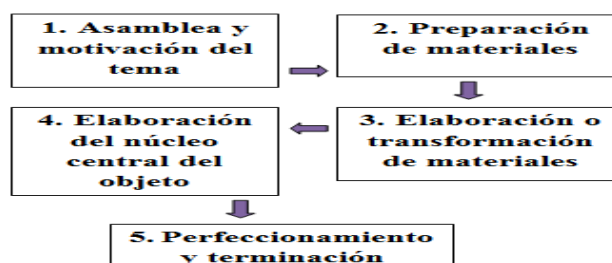 1. Asamblea y
motivación del
tema
2. Preparación
de materiales
3. Elaboración o
transformación
de materiales
4. Elaboración
del núcleo
central del
objeto
5. Perfeccionamiento
y terminación